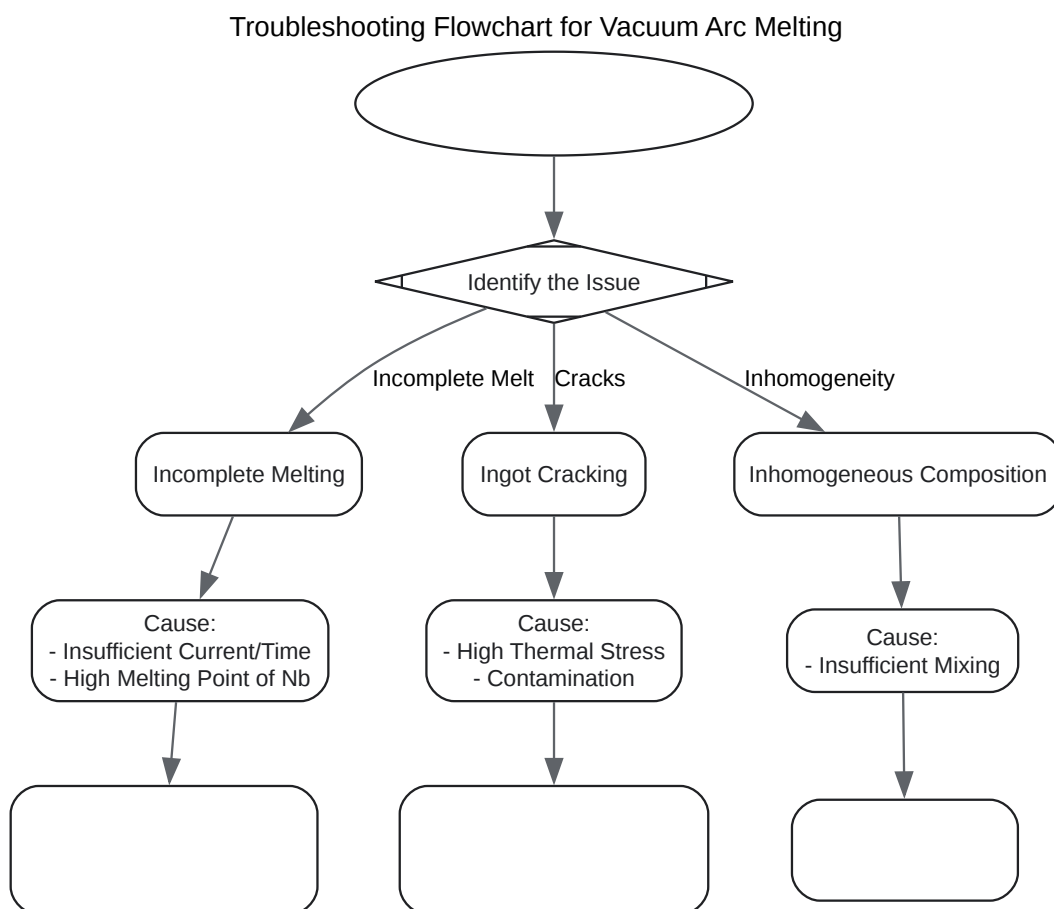 Troubleshooting Flowchart for Vacuum Arc Melting
Identify the Issue
Incomplete Melt
Cracks
Inhomogeneity
Incomplete Melting
Ingot Cracking
Inhomogeneous Composition
Cause:
- Insufficient Current/Time
- High Melting Point of Nb
Cause:
- High Thermal Stress
- Contamination
Cause:
- Insufficient Mixing